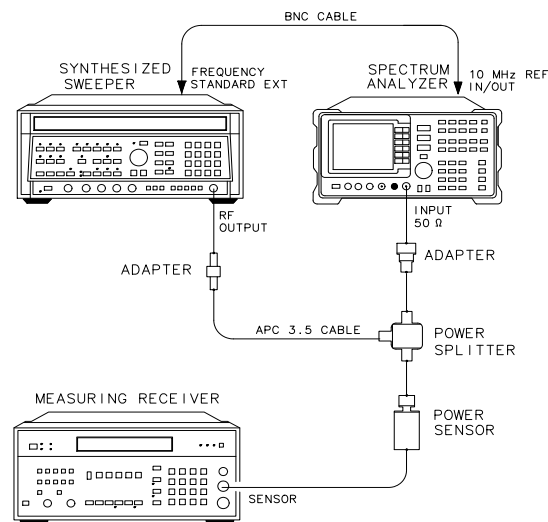 BNC CABLE
SYNTHESIZED
SWEEPER
FREQUENCY
STANDARD EXT
SPECTRUM
ANALYZER
10 MHz REF
IN/OUT
RF
OUTPUT
INPUT
50 Ω
ADAPTER
ADAPTER
APC 3.5 CABLE
POWER
SPLITTER
MEASURING RECEIVER
POWER
SENSOR
SENSOR